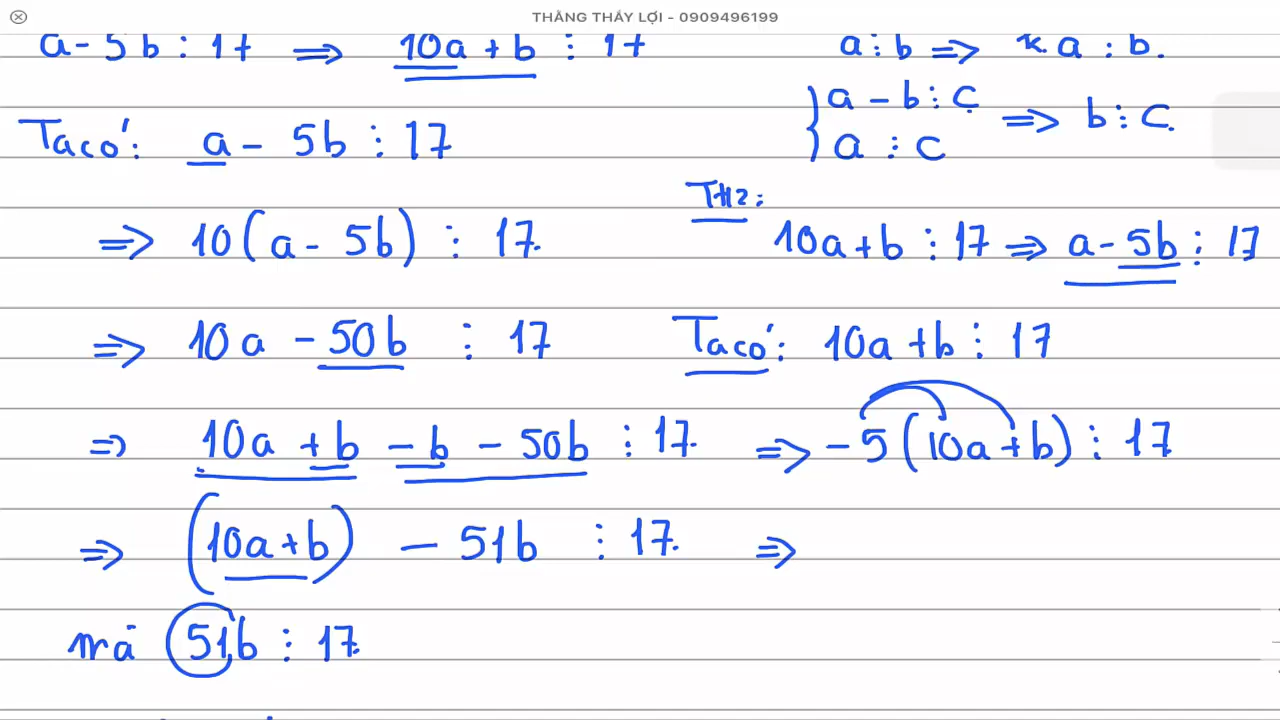 THẰNG THẦY LỢI - 0909496199
a - 5b ⋮ 17 => 10a + b ⋮ 17
a ⋮ b => k a ⋮ b.
Ta có: a - 5b ⋮ 17
{ a - b ⋮ c
a ⋮ c => b ⋮ c.
=> 10(a - 5b) ⋮ 17.
=> 10a - 50b ⋮ 17
=> 10a + b - b - 50b ⋮ 17.
=> (10a + b) - 51b ⋮ 17.
mà 51b ⋮ 17.
TH2:
10a + b ⋮ 17 => a - 5b ⋮ 17
Ta có: 10a + b ⋮ 17
=> -5(10a + b) ⋮ 17
=>